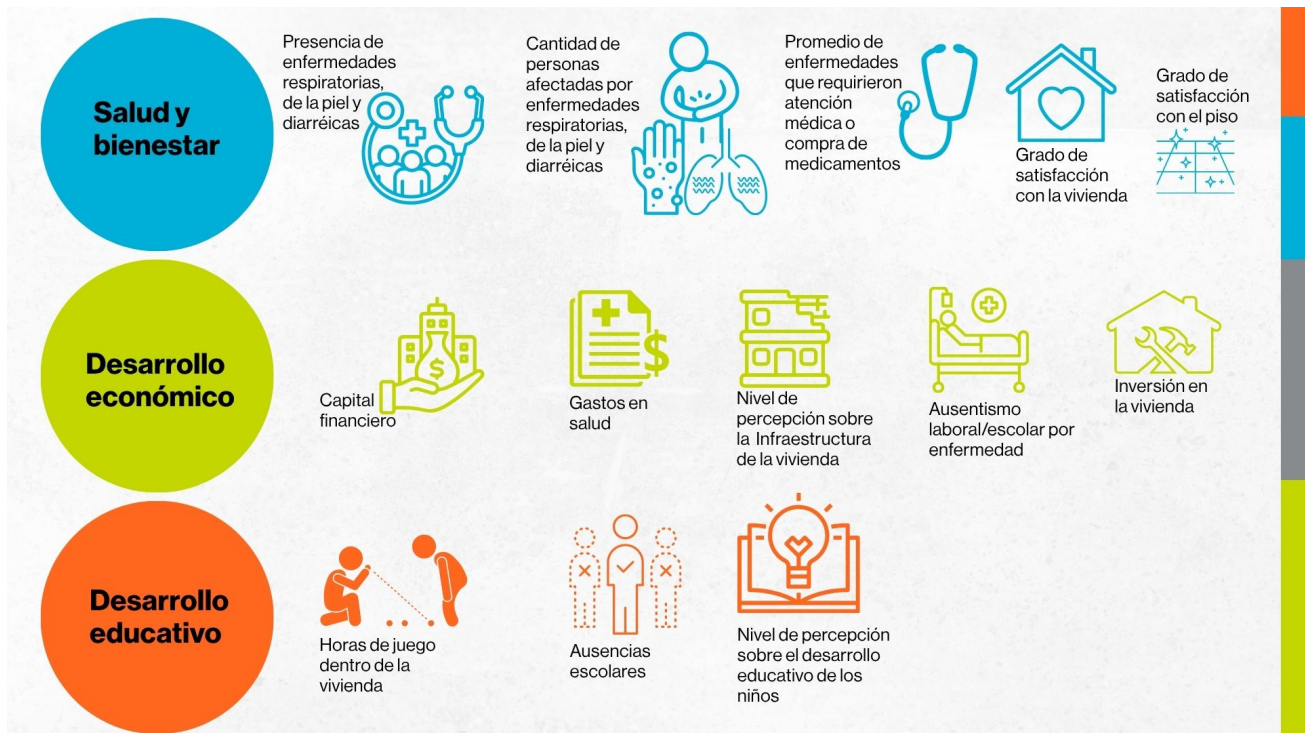 Salud y
bienestar
Presencia de
enfermedades
respiratorias,
de la piel y
diarréicas
Cantidad de
personas
afectadas por
enfermedades
respiratorias,
de la piel y
diarréicas
Promedio de
enfermedades
que requirieron
atención
médica o
compra de
medicamentos
Grado de
satisfacción
con la vivienda
Grado de
satisfacción
con el piso
Desarrollo
económico
Capital
financiero
$
Gastos en
salud
$
Nivel de
percepción sobre
la Infraestructura
de la vivienda
Ausentismo
laboral/escolar por
enfermedad
Inversión en
la vivienda
Desarrollo
educativo
Horas de juego
dentro de la
vivienda
Ausencias
escolares
Nivel de percepción
sobre el desarrollo
educativo de los
niños